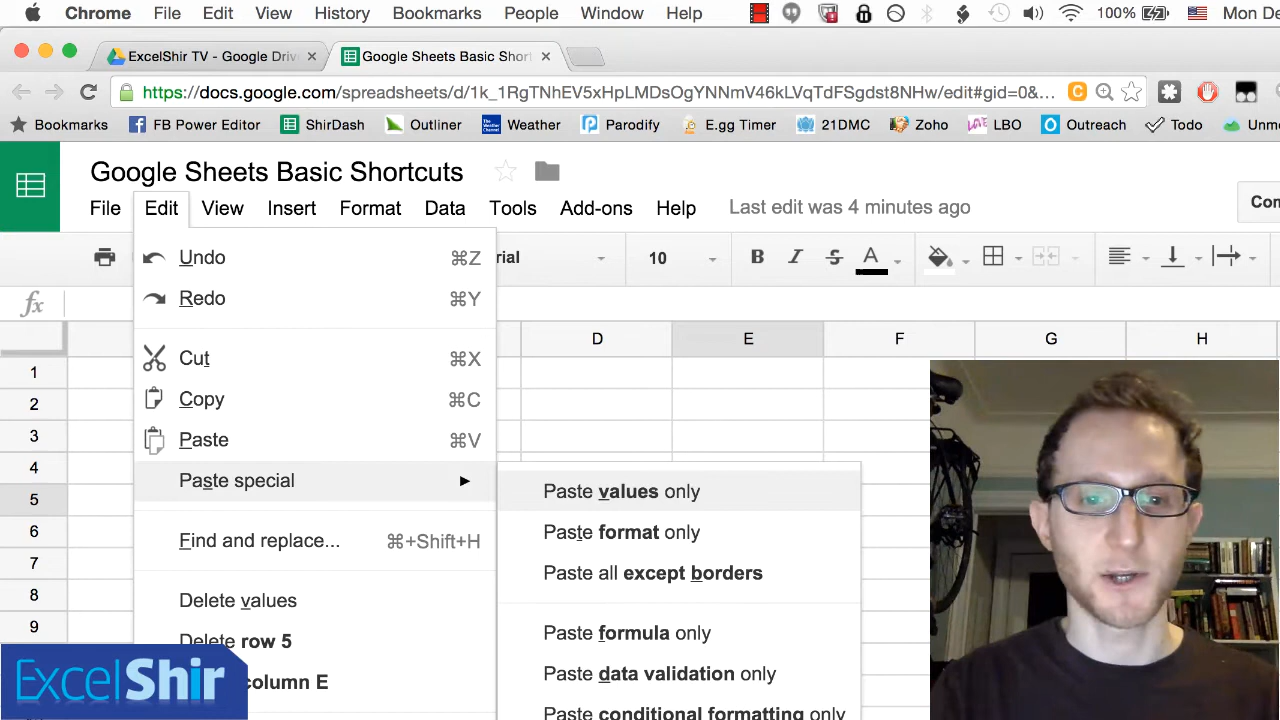 Chrome File Edit View History Bookmarks People Window Help 100% Mon De
ExcelShir TV - Google Driv Google Sheets Basic Short
https://docs.google.com/spreadsheets/d/1k_1RgTNhEV5xHpLMDsOgYNNmV46kLVqTdFSgdst8NHw/edit#gid=0&…
Bookmarks FB Power Editor ShirDash Outliner Weather Parodify E.gg Timer 21DMC Zoho LBO Outreach Todo Unmo
Google Sheets Basic Shortcuts
File Edit View Insert Format Data Tools Add-ons Help Last edit was 4 minutes ago Com
rial 10 B I S A
Undo ⌘Z
Redo ⌘Y
fx
D E F G H
Cut ⌘X
1
Copy ⌘C
2
Paste ⌘V
3
Paste special
4
Paste values only
5
Paste format only
6
Find and replace... ⌘+Shift+H
7
Paste all except borders
8
Delete values
9
Paste formula only
Delete row 5
Paste data validation only
column E
Paste conditional formatting only
ExcelShir